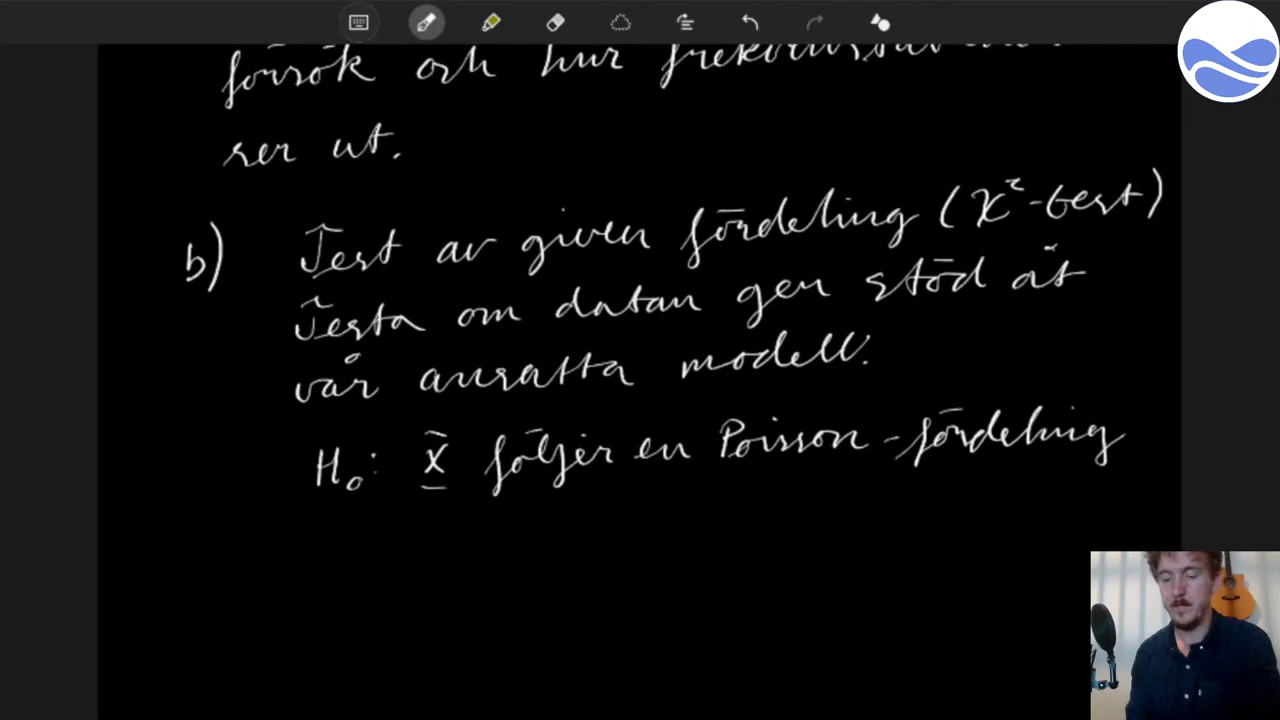 försök och hur
ser ut.
b) Test av given fördelning (χ²-test)
Testa om datan ger stöd åt
vår ansatta modell.
H₀: X följer en Poisson-fördelning